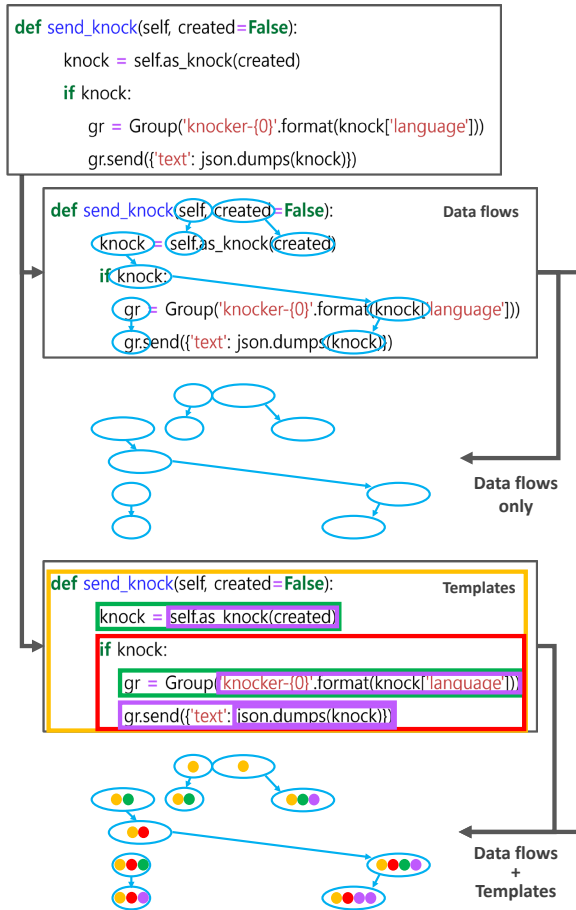 def send_knock(self, created=False):
knock = self.as_knock(created)
if knock:
gr = Group('knocker-{0}'.format(knock['language']))
gr.send({'text': json.dumps(knock)})
def send_knock(self, created=False):
Data flows
knock = self.as_knock(created)
if knock:
gr = Group('knocker-{0}'.format(knock['language']))
gr.send({'text': json.dumps(knock)})
Data flows
only
def send_knock(self, created=False):
Templates
knock = self.as_knock(created)
if knock:
gr = Group('knocker-{0}'.format(knock['language']))
gr.send({'text': json.dumps(knock)})
Data flows
+
Templates